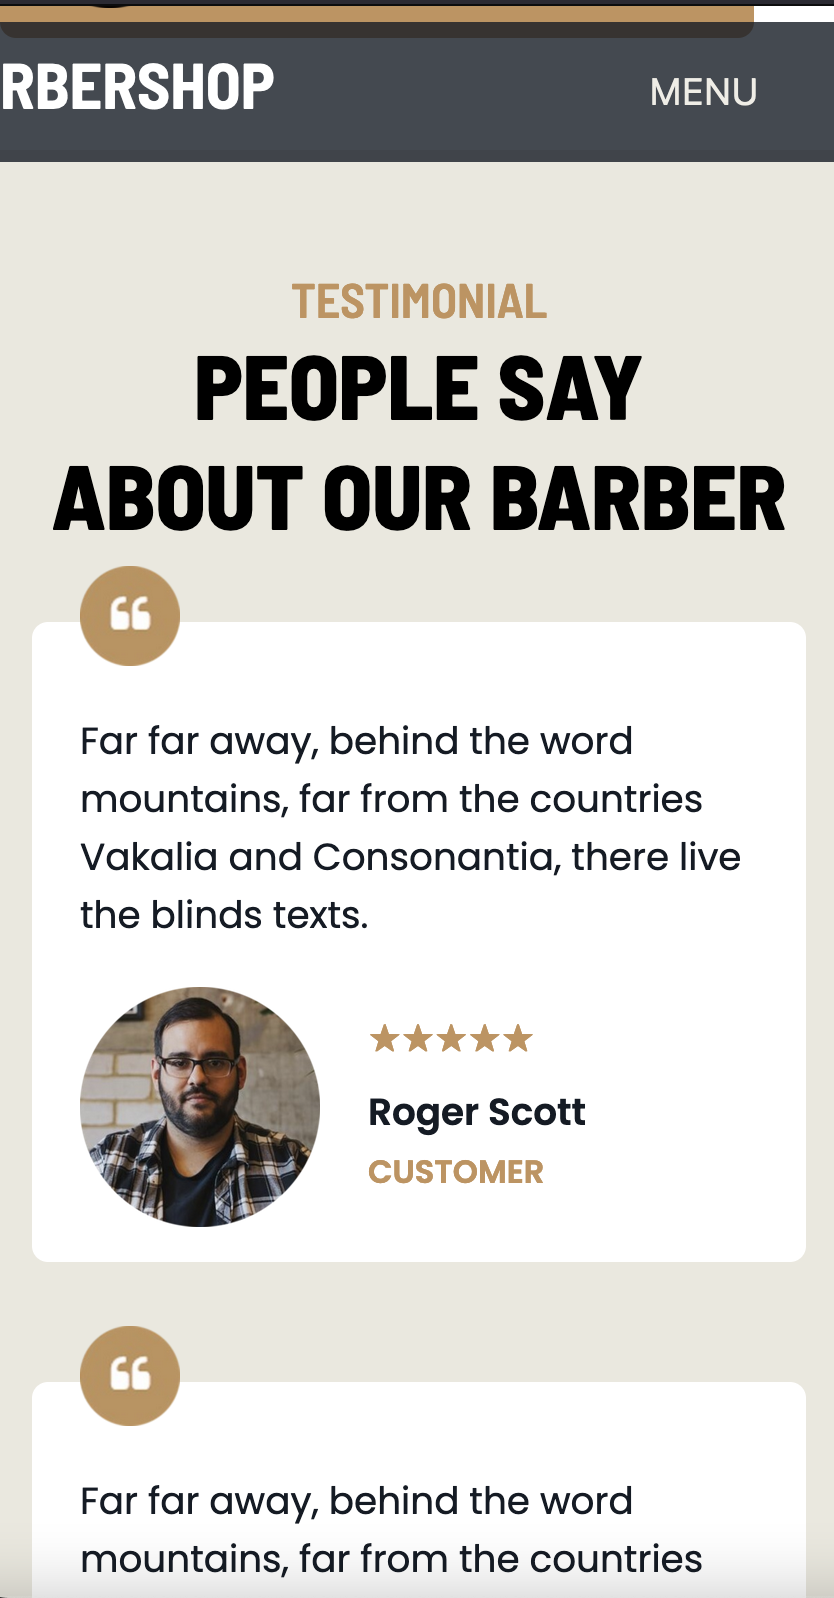 RBERSHOP
MENU
TESTIMONIAL
PEOPLE SAY
ABOUT OUR BARBER
Far far away, behind the word
mountains, far from the countries
Vakalia and Consonantia, there live
the blinds texts.
Roger Scott
CUSTOMER
Far far away, behind the word
mountains, far from the countries